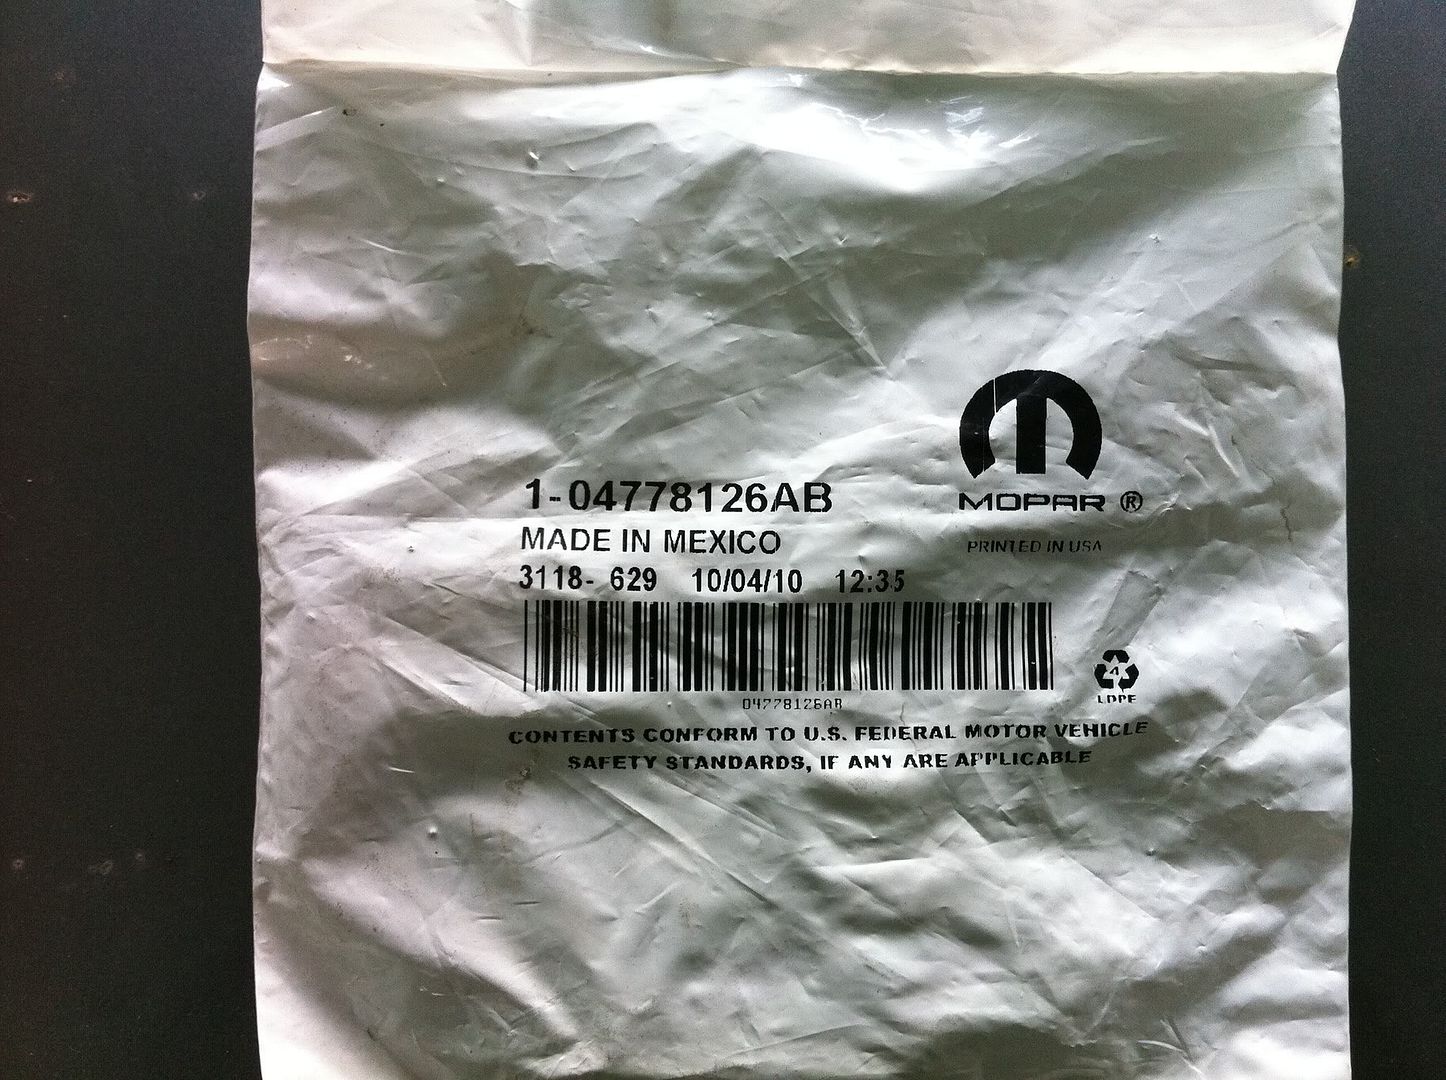 1-04778126AB
MADE IN MEXICO
3118- 629 10/04/10 12:35
04778126AB
MOPAR ®
PRINTED IN USA
4
LDPE
CONTENTS CONFORM TO U.S. FEDERAL MOTOR VEHICLE
SAFETY STANDARDS, IF ANY ARE APPLICABLE